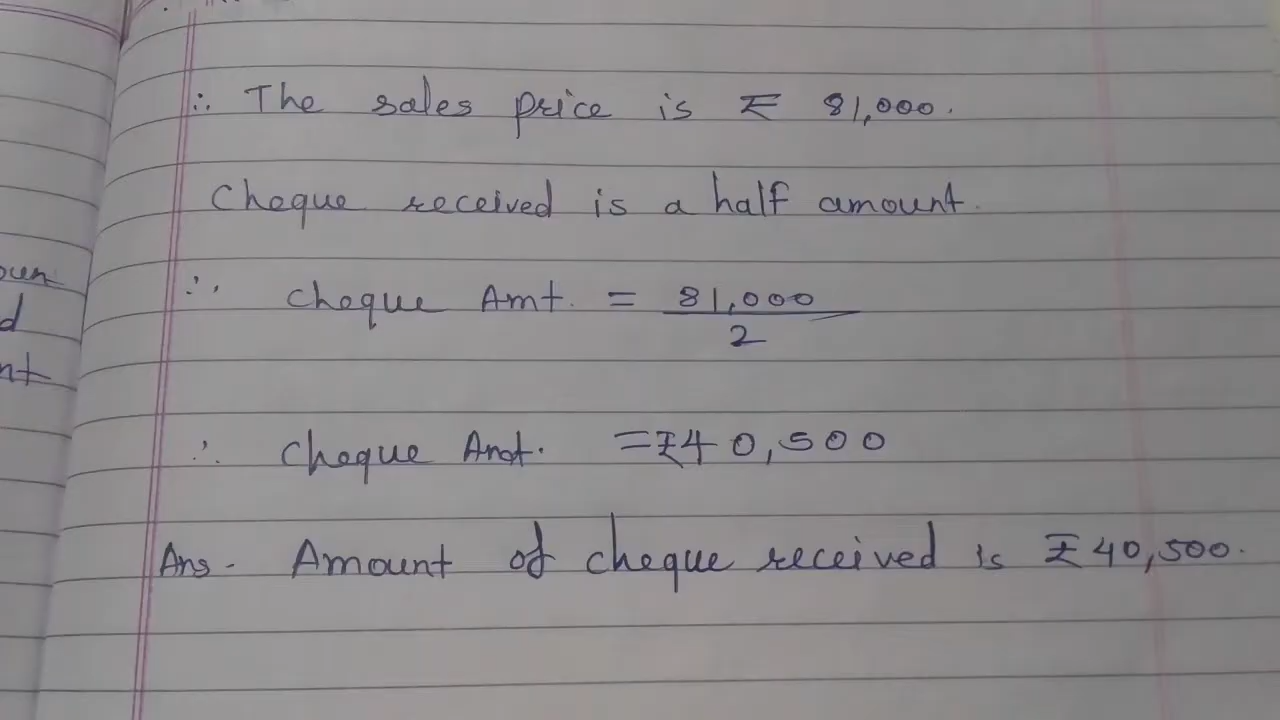 ∴ The sales price is ₹ 81,000.
Cheque received is a half amount.
∴ Cheque Amt. = 81,000
2
∴ Cheque Amt. = ₹40,500
Ans. Amount of cheque received is ₹40,500.
d
nt